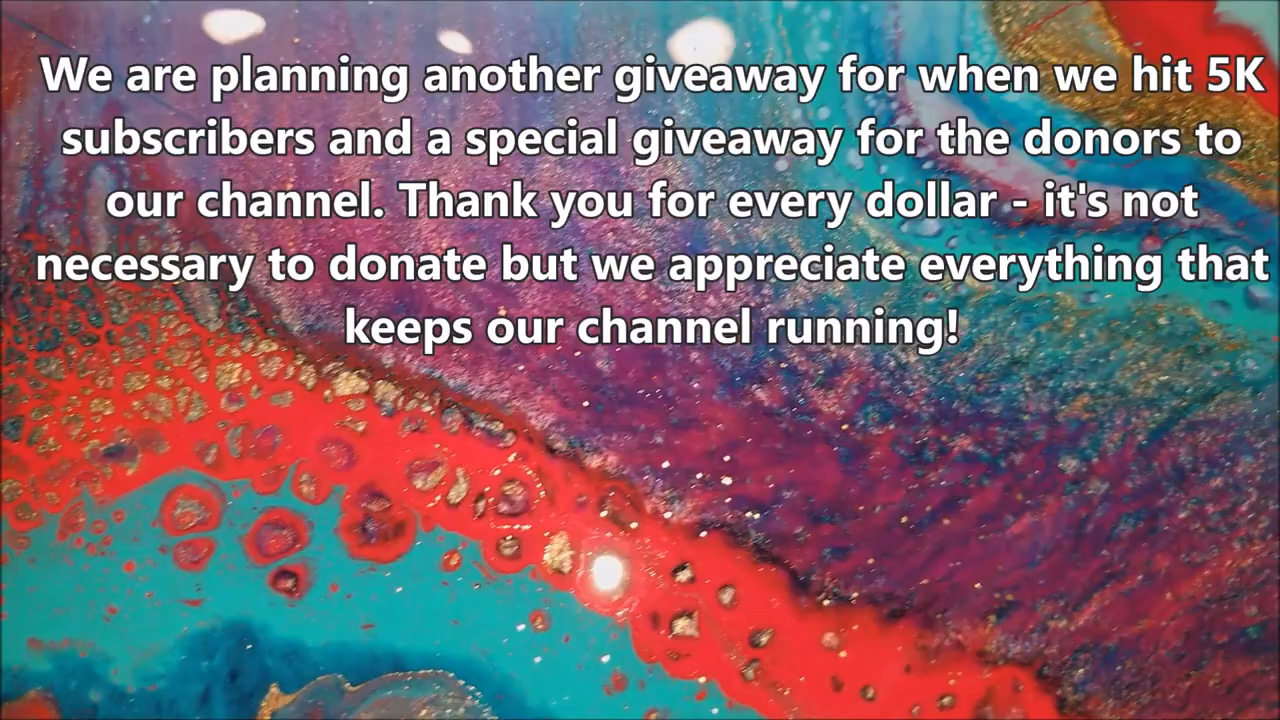 We are planning another giveaway for when we hit 5K
subscribers and a special giveaway for the donors to
our channel. Thank you for every dollar - it's not
necessary to donate but we appreciate everything that
keeps our channel running!